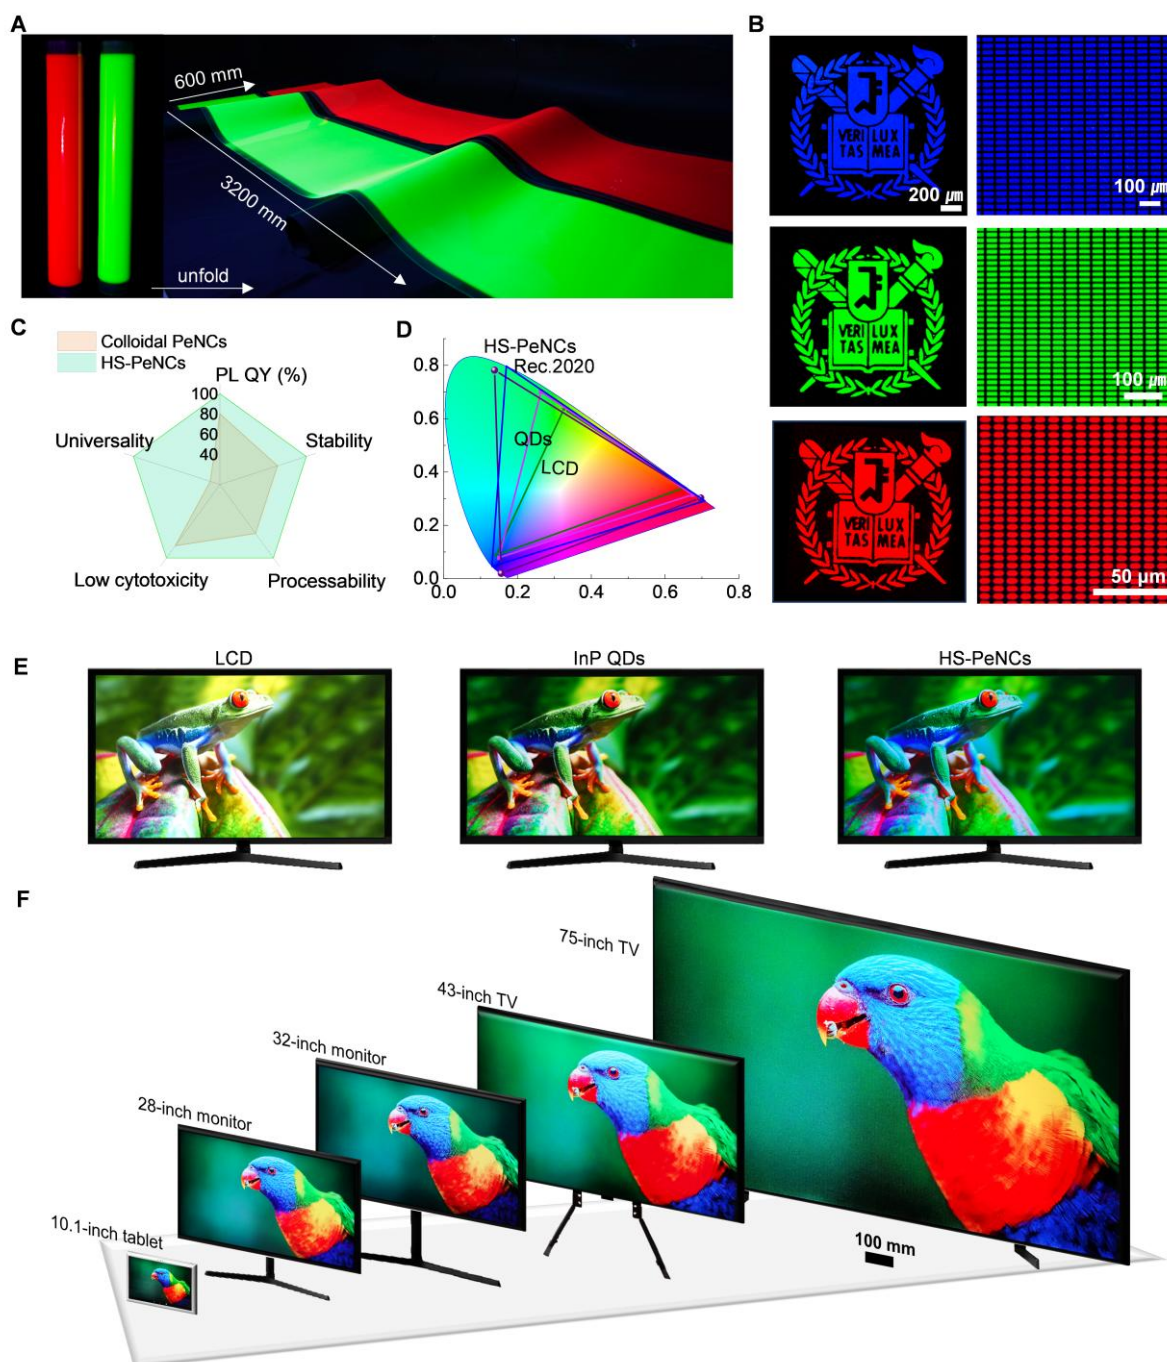 A
600 mm
3200 mm
unfold
B
VERI LUX
TAS MEA
200 µm
100 µm
VERI LUX
TAS MEA
100 µm
VERI LUX
TAS MEA
50 µm
C
Colloidal PeNCs
HS-PeNCs
PL QY (%)
100
80
60
40
Universality
Stability
Low cytotoxicity
Processability
D
HS-PeNCs
Rec.2020
QDs
LCD
0.8
0.6
0.4
0.2
0.0
0.0 0.2 0.4 0.6 0.8
E
LCD
InP QDs
HS-PeNCs
F
75-inch TV
43-inch TV
32-inch monitor
28-inch monitor
10.1-inch tablet
100 mm